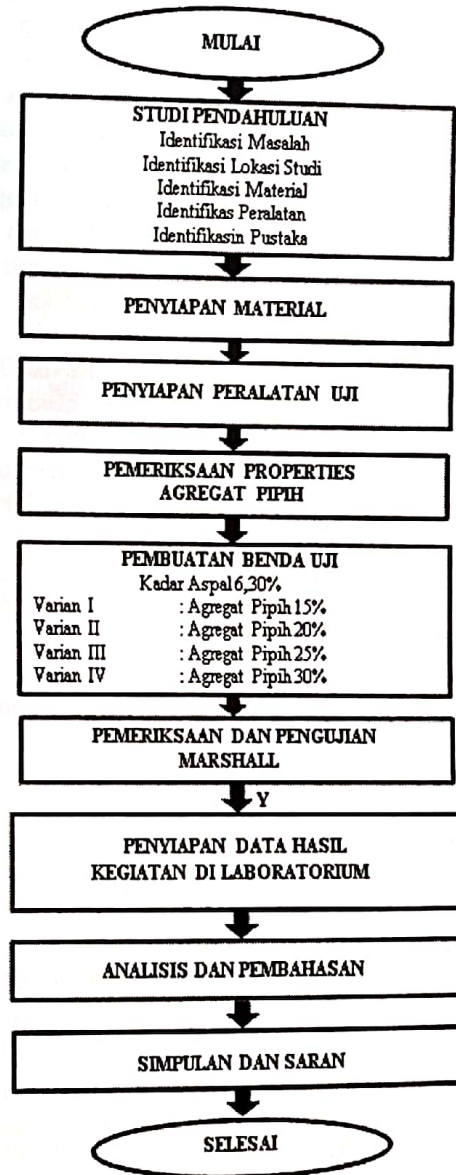 MULAI
STUDI PENDAHULUAN
Identifikasi Masalah
Identifikasi Lokasi Studi
Identifikasi Material
Identifikas Peralatan
Identifikasin Pustaka
PENYIAPAN MATERIAL
PENYIAPAN PERALATAN UJI
PEMERIKSAAN PROPERTIES
AGREGAT PIPIH
PEMBUATAN BENDA UJI
Kadar Aspal 6,30%
Varian I : Agregat Pipih 15%
Varian II : Agregat Pipih 20%
Varian III : Agregat Pipih 25%
Varian IV : Agregat Pipih 30%
PEMERIKSAAN DAN PENGUJIAN
MARSHALL
Y
PENYIAPAN DATA HASIL
KEGIATAN DI LABORATORIUM
ANALISIS DAN PEMBAHASAN
SIMPULAN DAN SARAN
SELESAI